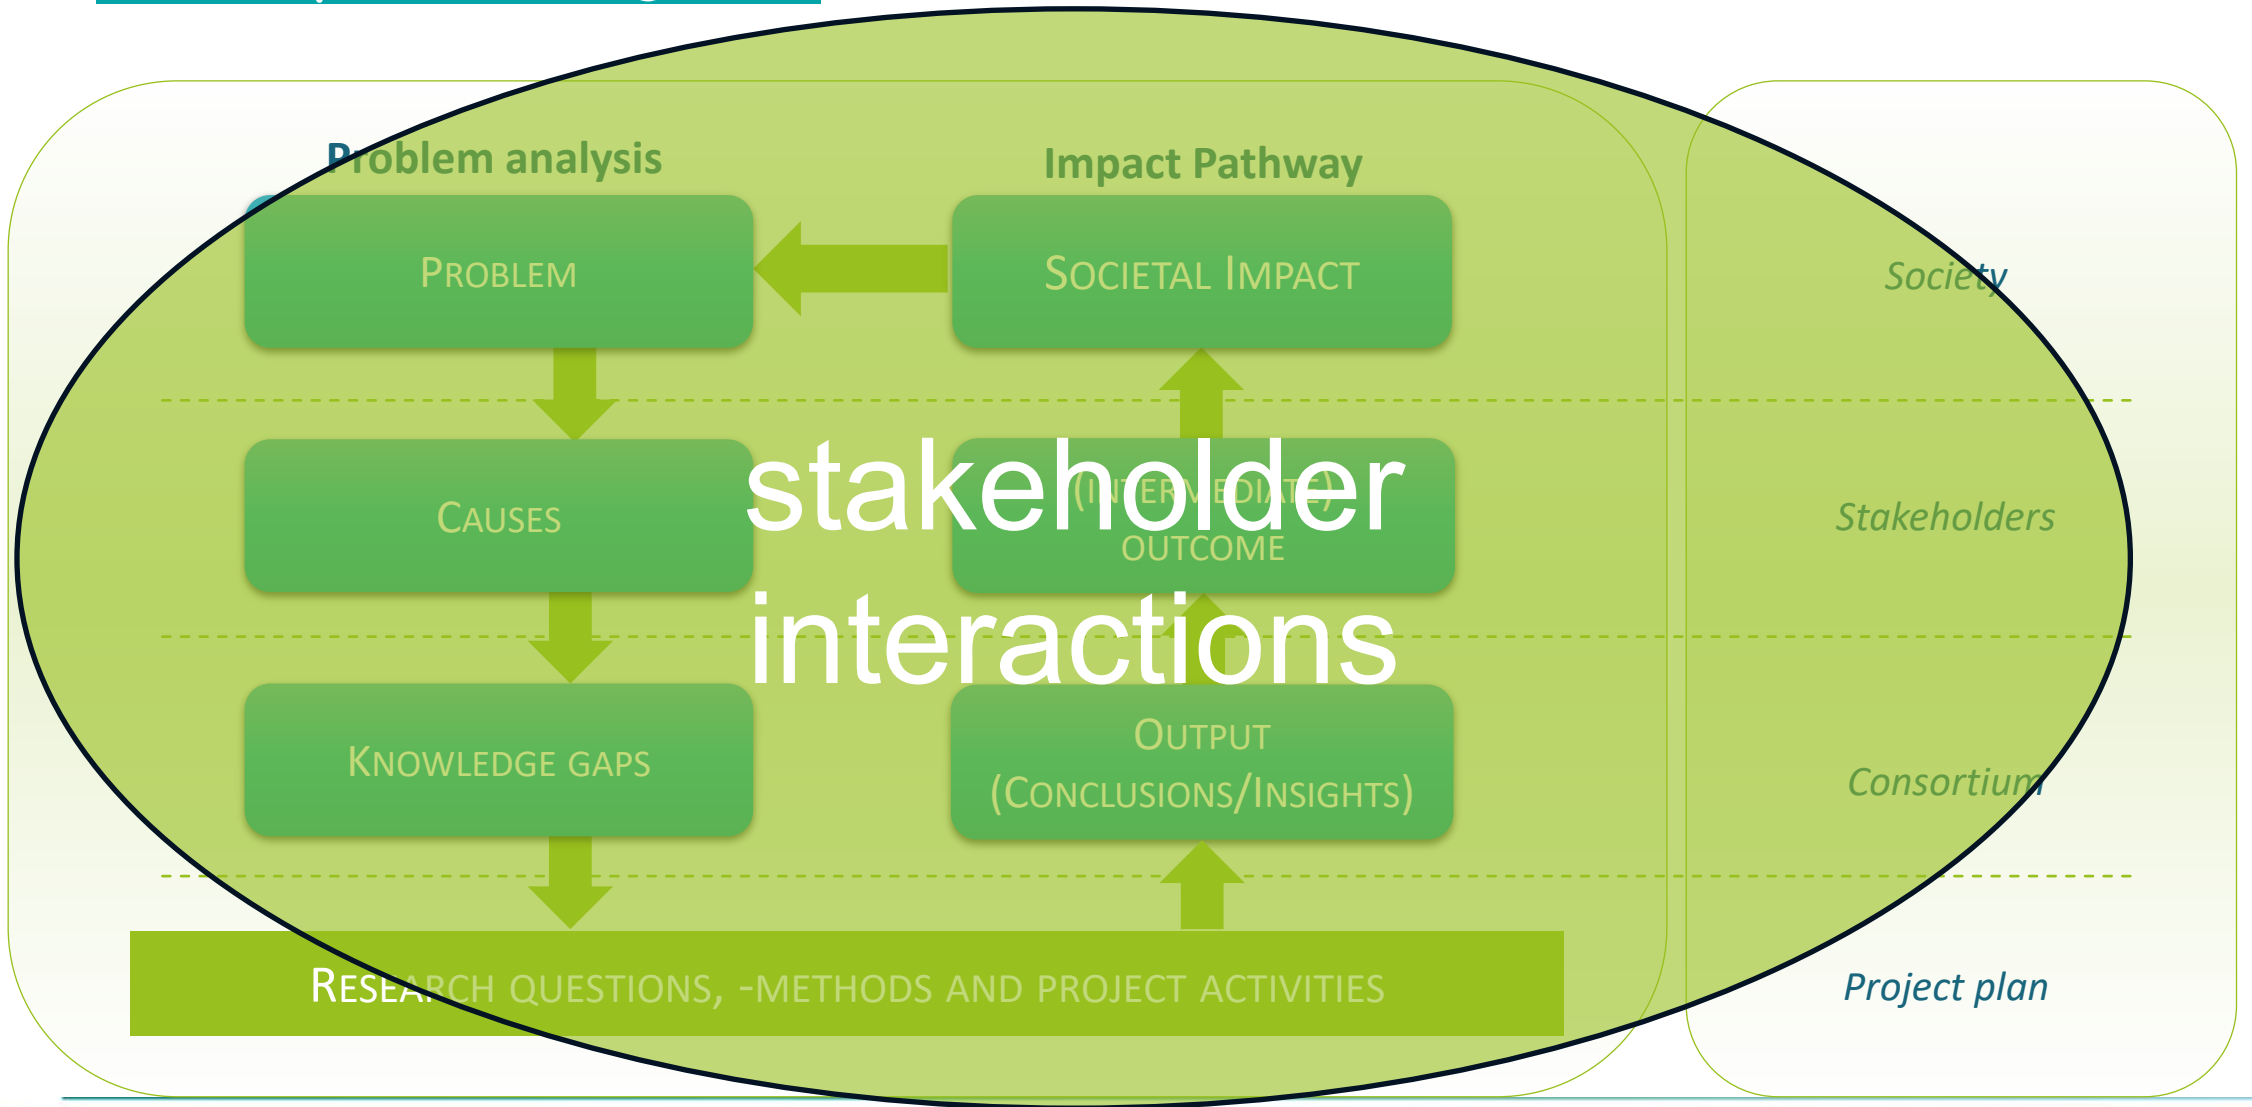 Problem analysis
Impact Pathway
PROBLEM
SOCIETAL IMPACT
Society
stakeholder
interactions
CAUSES
(INTERMEDIATE)
OUTCOME
Stakeholders
KNOWLEDGE GAPS
OUTPUT
(CONCLUSIONS/INSIGHTS)
Consortium
RESEARCH QUESTIONS, -METHODS AND PROJECT ACTIVITIES
Project plan